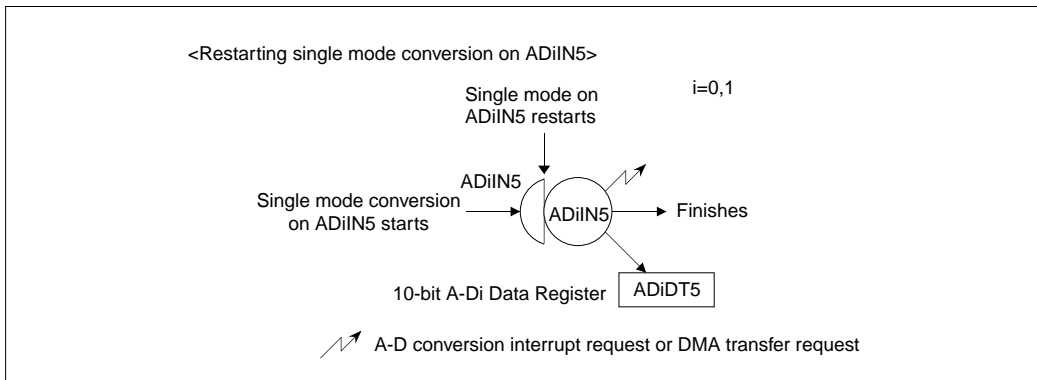 <Restarting single mode conversion on ADiIN5>
i=0,1
Single mode on
ADiIN5 restarts
ADiIN5
Single mode conversion
on ADiIN5 starts
ADiIN5
Finishes
10-bit A-Di Data Register
ADiDT5
A-D conversion interrupt request or DMA transfer request